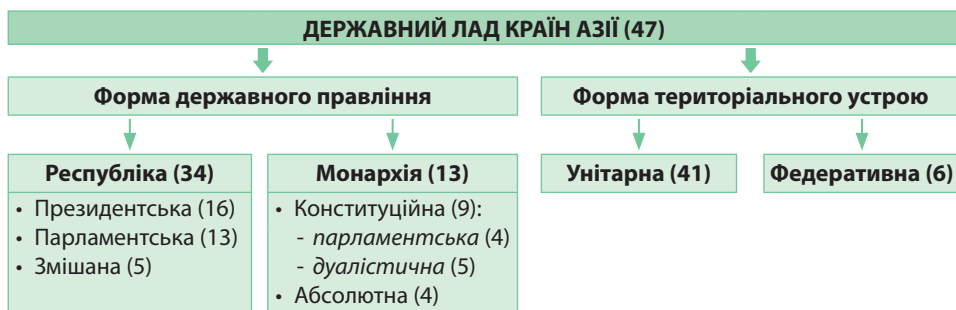 ДЕРЖАВНИЙ ЛАД КРАЇН АЗІЇ (47)
Форма державного правління
Форма територіального устрою
Республіка (34)
• Президентська (16)
• Парламентська (13)
• Змішана (5)
Монархія (13)
• Конституційна (9):
- парламентська (4)
- дуалістична (5)
• Абсолютна (4)
Унітарна (41)
Федеративна (6)